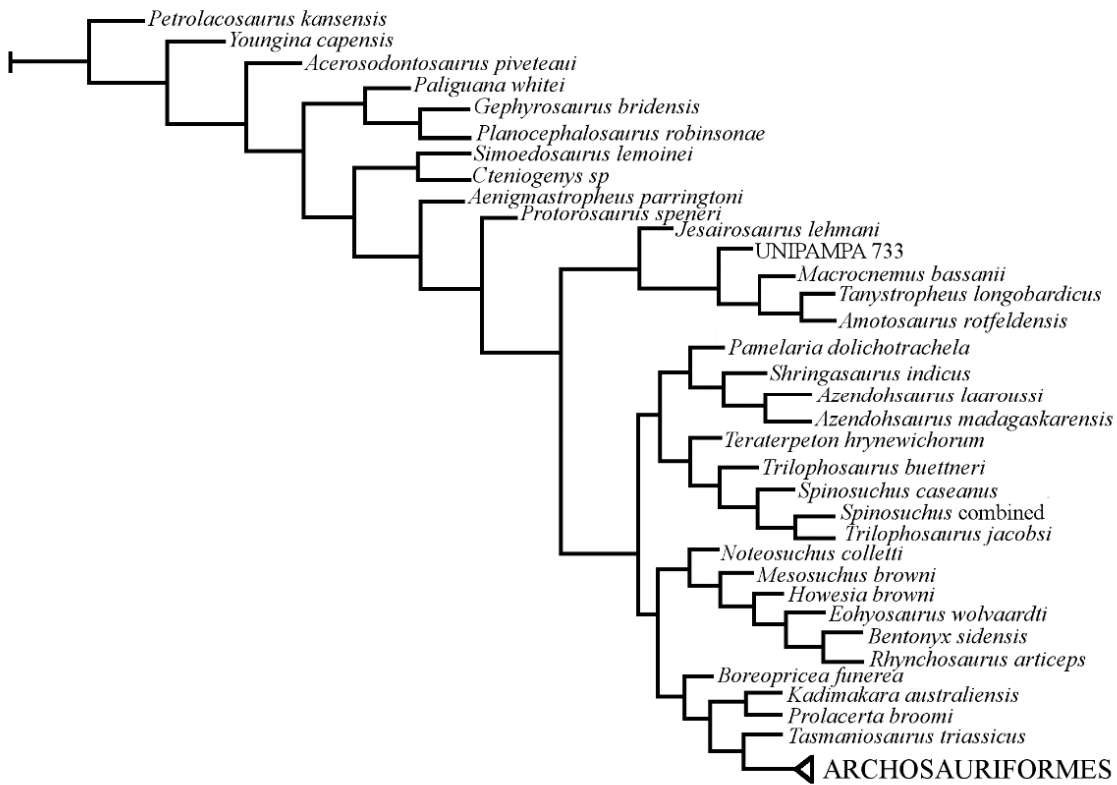 Petrolacosaurus kansensis
Youngina capensis
Acerosodontosaurus piveteaui
Paliguana whitei
Gephyrosaurus bridensis
Planocephalosaurus robinsonae
Simoedosaurus lemoinei
Cteniogenys sp
Aenigmastropheus parringtoni
Protorosaurus speneri
Jesairosaurus lehmani
UNIPAMPA 733
Macrocnemus bassanii
Tanystropheus longobardicus
Amotosaurus rotfeldensis
Pamelaria dolichotrachela
Shringasaurus indicus
Azendohsaurus laaroussi
Azendohsaurus madagaskarensis
Teraterpeton hrynewichorum
Trilophosaurus buettneri
Spinosuchus caseanus
Spinosuchus combined
Trilophosaurus jacobsi
Noteosuchus colletti
Mesosuchus browni
Howesia browni
Eohyosaurus wolvaardti
Bentonyx sidensis
Rhynchosaurus articeps
Boreopricea funerea
Kadimakara australiensis
Prolacerta broomi
Tasmaniosaurus triassicus
ARCHOSAURIFORMES